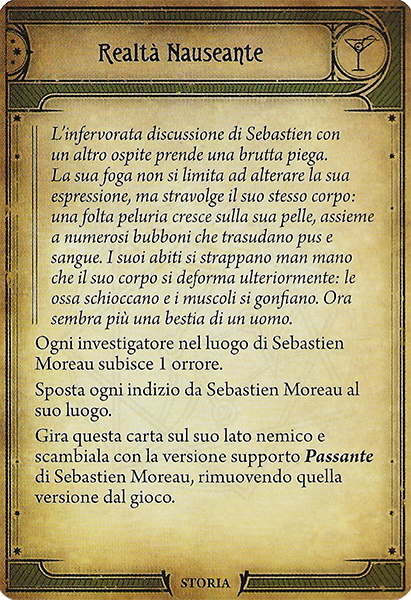 Realtà Nauseante
L'infervorata discussione di Sebastien con
un altro ospite prende una brutta piega.
La sua foga non si limita ad alterare la sua
espressione, ma stravolge il suo stesso corpo:
una folta peluria cresce sulla sua pelle, assieme
a numerosi bubboni che trasudano pus e
sangue. I suoi abiti si strappano man mano
che il suo corpo si deforma ulteriormente: le
ossa schioccano e i muscoli si gonfiano. Ora
sembra più una bestia di un uomo.
Ogni investigatore nel luogo di Sebastien
Moreau subisce 1 orrore.
Sposta ogni indizio da Sebastien Moreau al
suo luogo.
Gira questa carta sul suo lato nemico e
scambiala con la versione supporto Passante
di Sebastien Moreau, rimuovendo quella
versione dal gioco.
STORIA